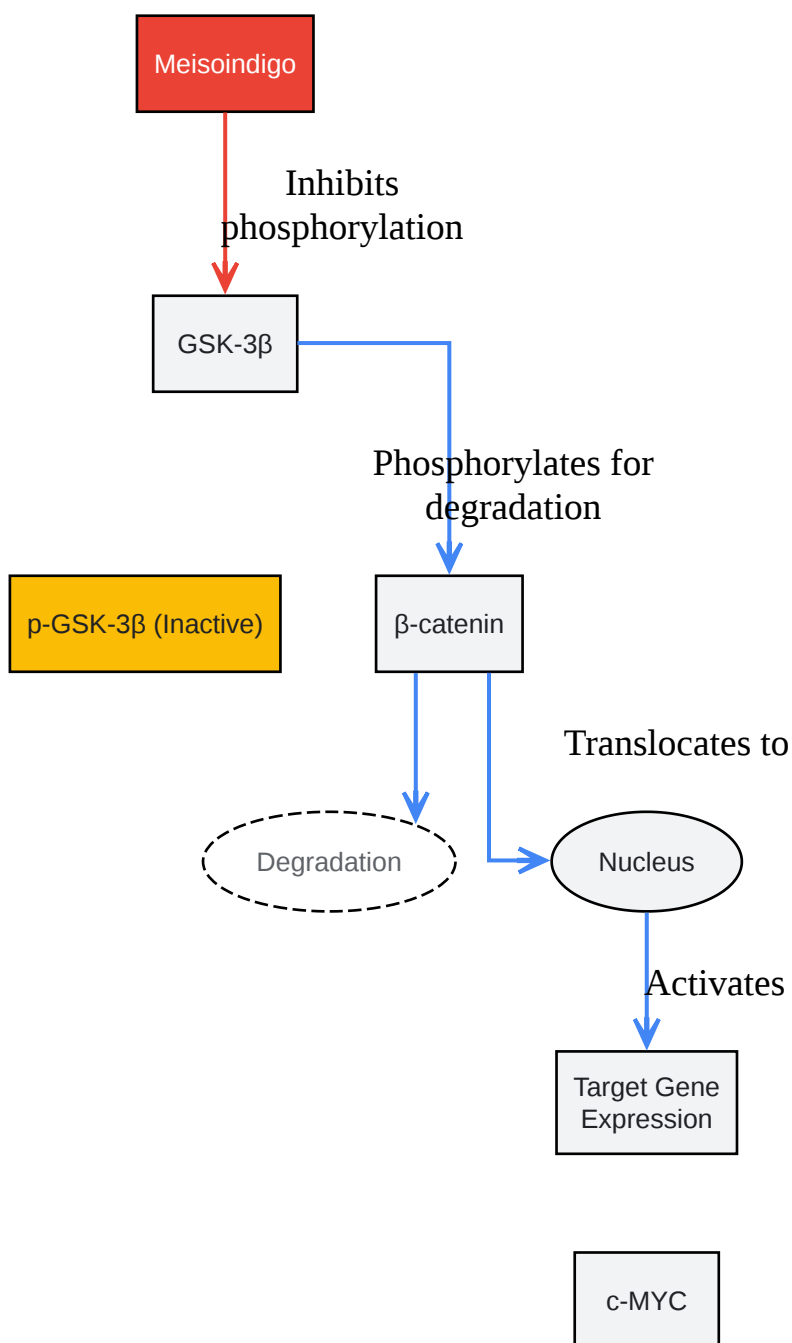 Meisoindigo
Inhibits
phosphorylation
GSK-3β
Phosphorylates for
degradation
p-GSK-3β (Inactive)
β-catenin
Translocates to
Degradation
Nucleus
Activates
Target Gene
Expression
c-MYC